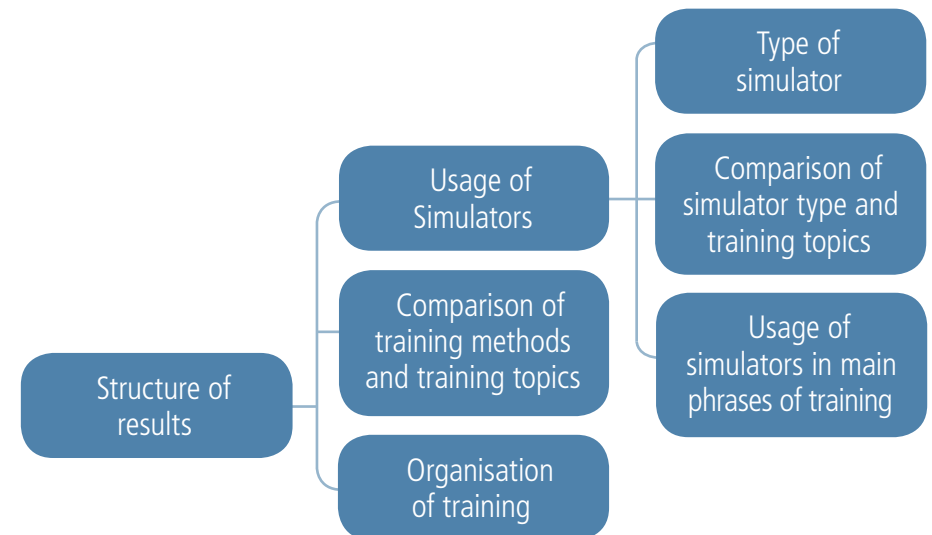 Structure of
results
Usage of
Simulators
Comparison of
training methods
and training topics
Organisation
of training
Type of
simulator
Comparison of
simulator type and
training topics
Usage of
simulators in main
phrases of training